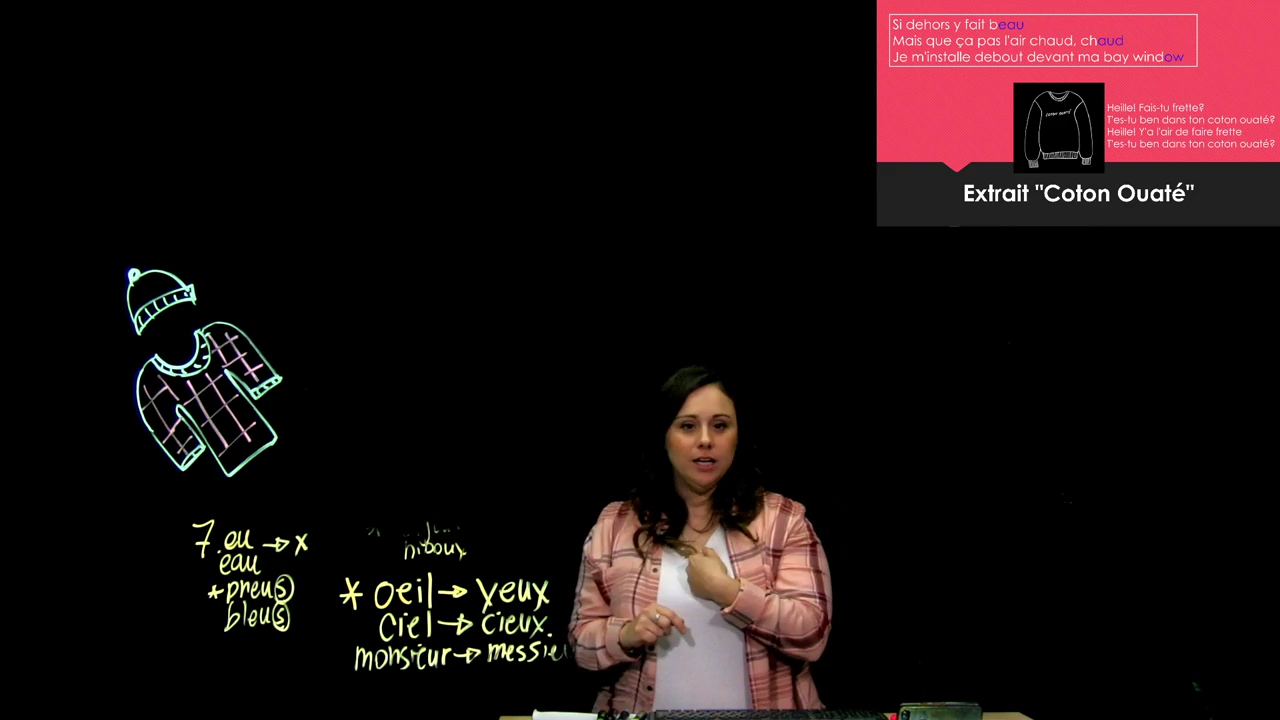 Si dehors y fait beau
Mais que ça pas l'air chaud, chaud
Je m'installe debout devant ma bay window
COTON OUATÉ
Heille! Fais-tu frette?
T'es-tu ben dans ton coton ouaté?
Heille! Y'a l'air de faire frette
T'es-tu ben dans ton coton ouaté?
Extrait "Coton Ouaté"
7. eu → x
eau
* pneus
bleus
hiboux
* oeil → yeux
ciel → cieux.
monsieur →